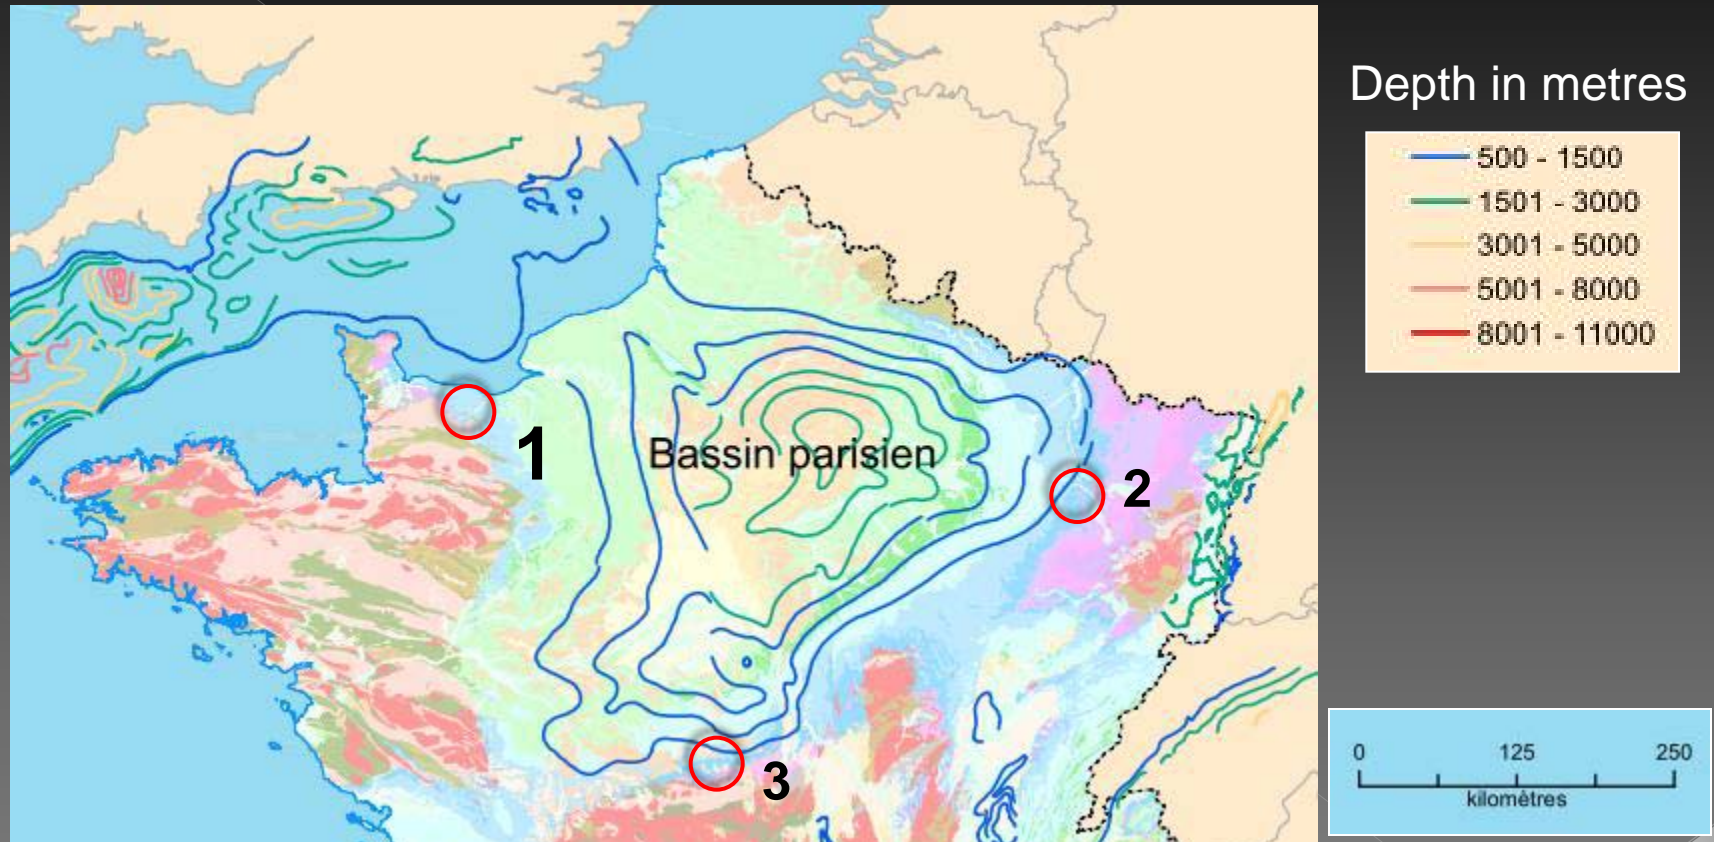 Depth in metres
500 - 1500
1501 - 3000
3001 - 5000
5001 - 8000
8001 - 11000
1
Bassin parisien
2
3
0 125 250
kilomètres